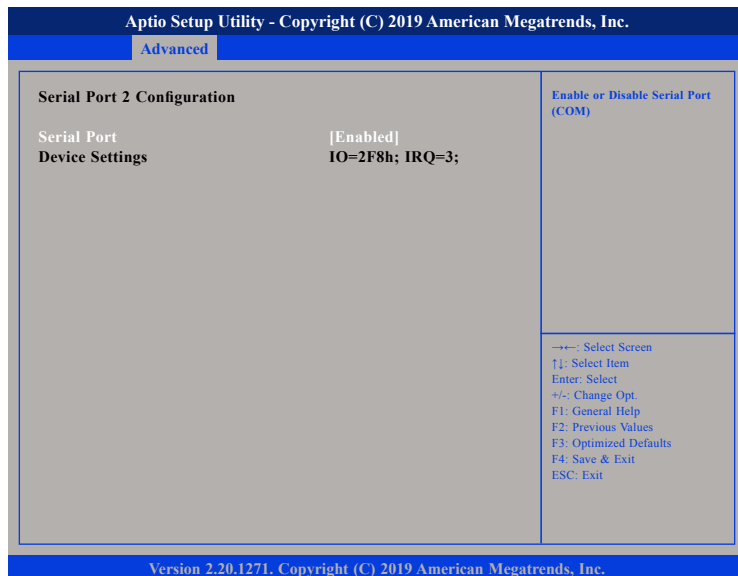 Aptio Setup Utility - Copyright (C) 2019 American Megatrends, Inc.
Advanced
Serial Port 2 Configuration
Serial Port [Enabled]
Device Settings IO=2F8h; IRQ=3;
Enable or Disable Serial Port
(COM)
→←: Select Screen
↑↓: Select Item
Enter: Select
+/-: Change Opt.
F1: General Help
F2: Previous Values
F3: Optimized Defaults
F4: Save & Exit
ESC: Exit
Version 2.20.1271. Copyright (C) 2019 American Megatrends, Inc.